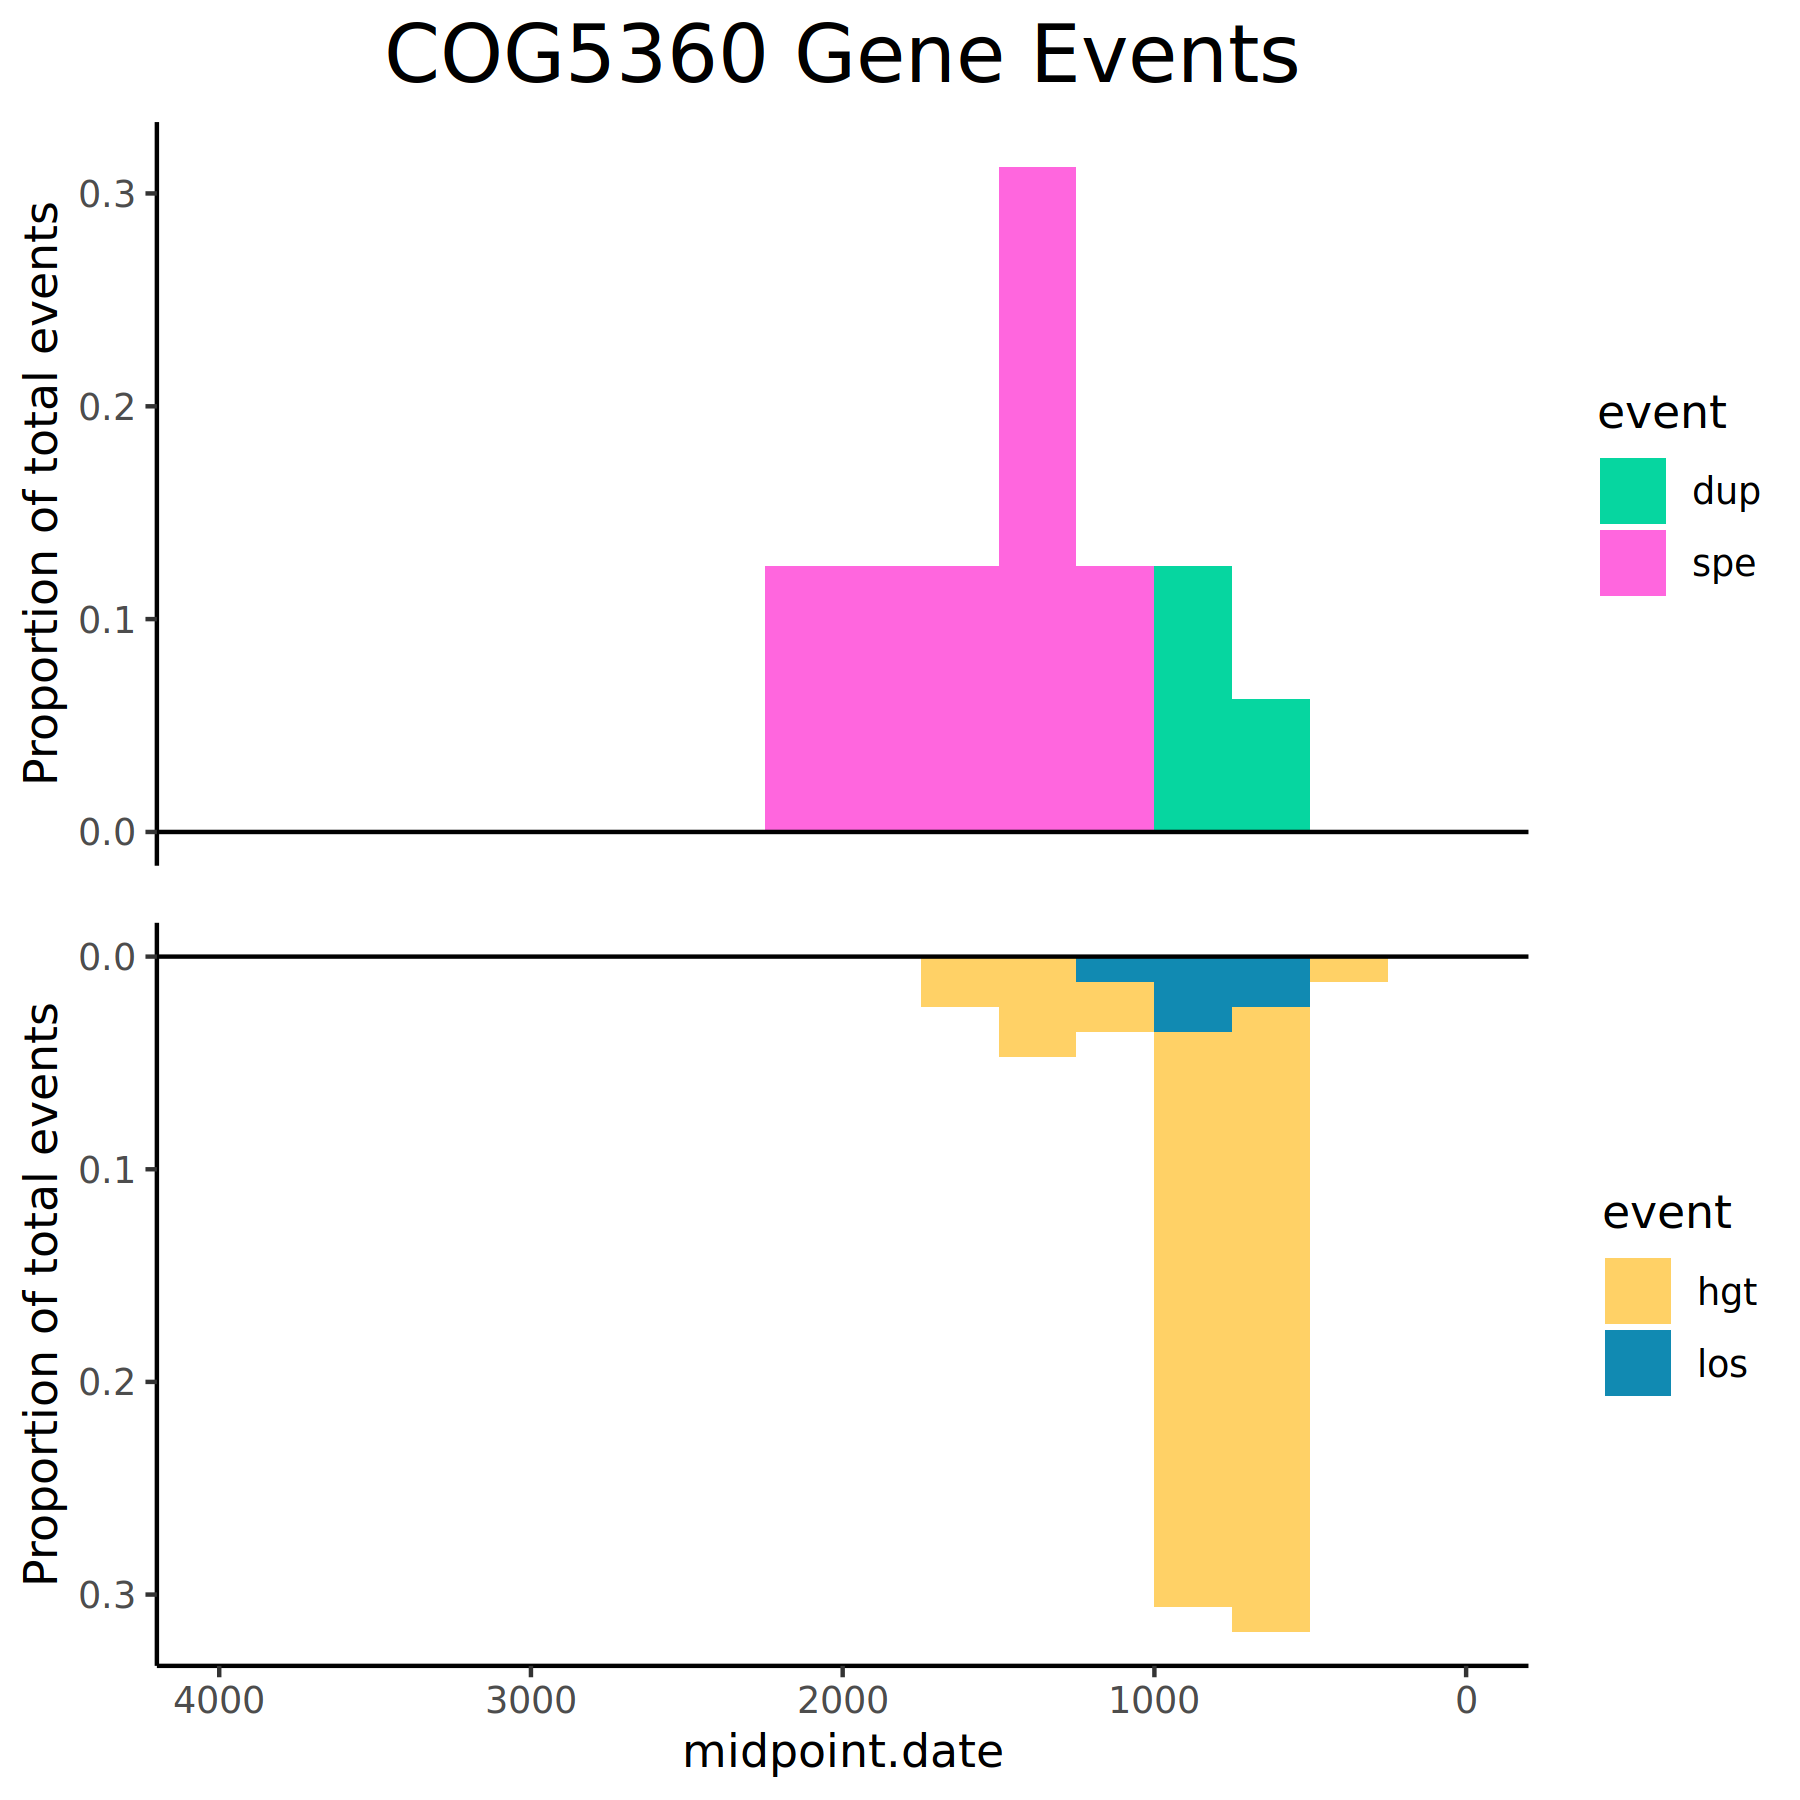 COG5360 Gene Events
Proportion of total events
0.3
0.2
0.1
0.0
event
dup
spe
Proportion of total events
0.0
0.1
0.2
0.3
event
hgt
los
4000 3000 2000 1000 0
midpoint.date